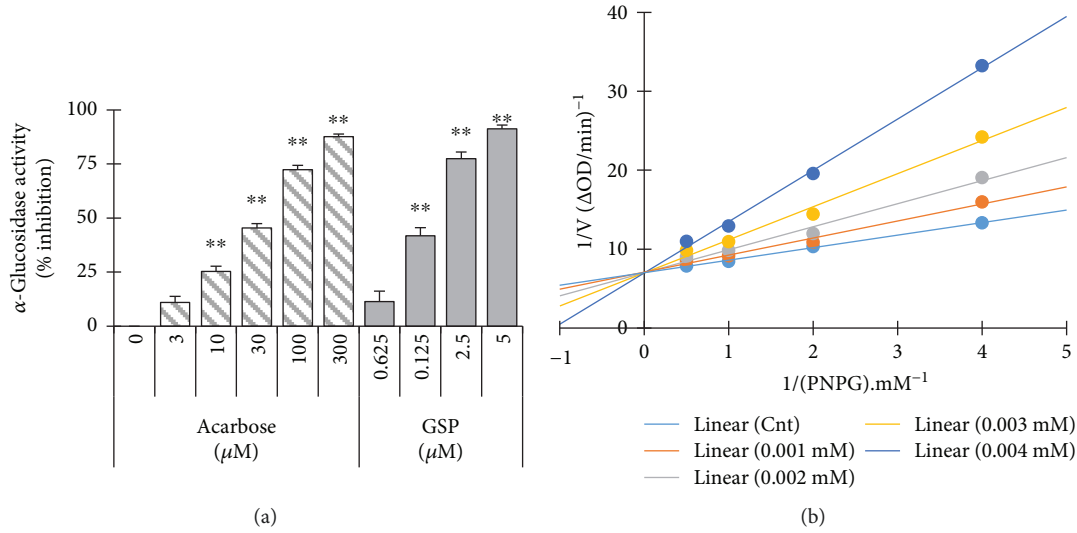 α-Glucosidase activity
(% inhibition)
100
75
50
25
0
**
**
**
**
**
**
**
0
3
10
30
100
300
0.625
0.125
2.5
5
Acarbose
(μM)
GSP
(μM)
(a)
1/V (ΔOD/min)⁻¹
40
30
20
10
0
−1
0
1
2
3
4
5
1/(PNPG).mM⁻¹
Linear (Cnt)
Linear (0.001 mM)
Linear (0.002 mM)
Linear (0.003 mM)
Linear (0.004 mM)
(b)